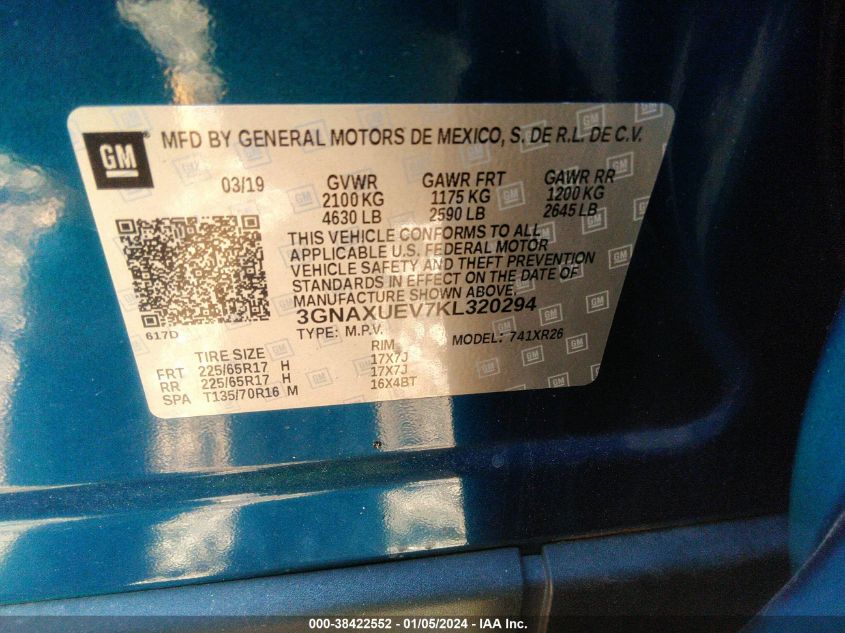 GM
MFD BY GENERAL MOTORS DE MEXICO, S. DE R.L. DE C.V.
03/19 GVWR GAWR FRT GAWR RR
2100 KG 1175 KG 1200 KG
4630 LB 2590 LB 2645 LB
THIS VEHICLE CONFORMS TO ALL
APPLICABLE U.S. FEDERAL MOTOR
VEHICLE SAFETY AND THEFT PREVENTION
STANDARDS IN EFFECT ON THE DATE OF
MANUFACTURE SHOWN ABOVE.
617D 3GNAXUEV7KL320294
TYPE: M.P.V. MODEL: 741XR26
TIRE SIZE RIM
FRT 225/65R17 H 17X7J
RR 225/65R17 H 17X7J
SPA T135/70R16 M 16X4BT
000-38422552 - 01/05/2024 - IAA Inc.